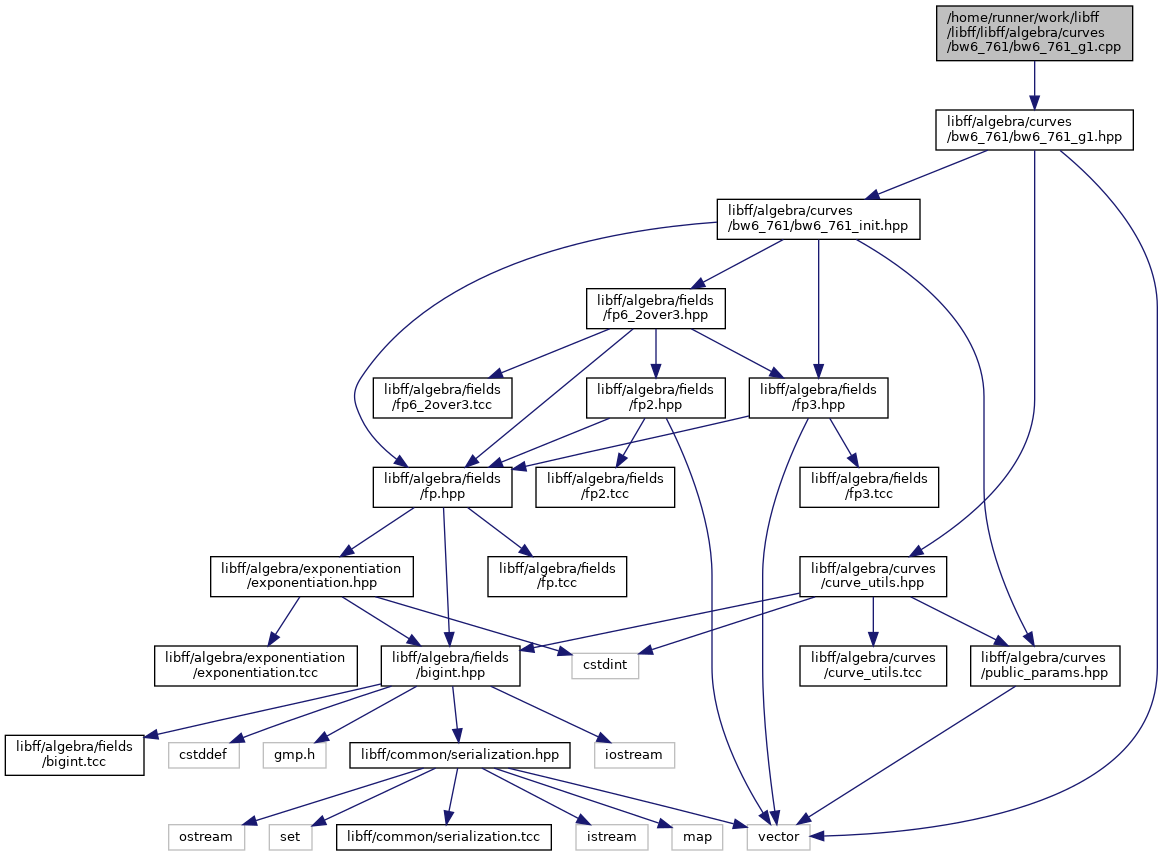 /home/runner/work/libff
/libff/libff/algebra/curves
/bw6_761/bw6_761_g1.cpp
libff/algebra/curves
/bw6_761/bw6_761_g1.hpp
libff/algebra/curves
/bw6_761/bw6_761_init.hpp
libff/algebra/fields
/fp6_2over3.hpp
libff/algebra/fields
/fp6_2over3.tcc
libff/algebra/fields
/fp2.hpp
libff/algebra/fields
/fp3.hpp
libff/algebra/fields
/fp.hpp
libff/algebra/fields
/fp2.tcc
libff/algebra/fields
/fp3.tcc
libff/algebra/exponentiation
/exponentiation.hpp
libff/algebra/fields
/fp.tcc
libff/algebra/curves
/curve_utils.hpp
libff/algebra/exponentiation
/exponentiation.tcc
libff/algebra/fields
/bigint.hpp
cstdint
libff/algebra/curves
/curve_utils.tcc
libff/algebra/curves
/public_params.hpp
libff/algebra/fields
/bigint.tcc
cstddef
gmp.h
libff/common/serialization.hpp
iostream
ostream
set
libff/common/serialization.tcc
istream
map
vector